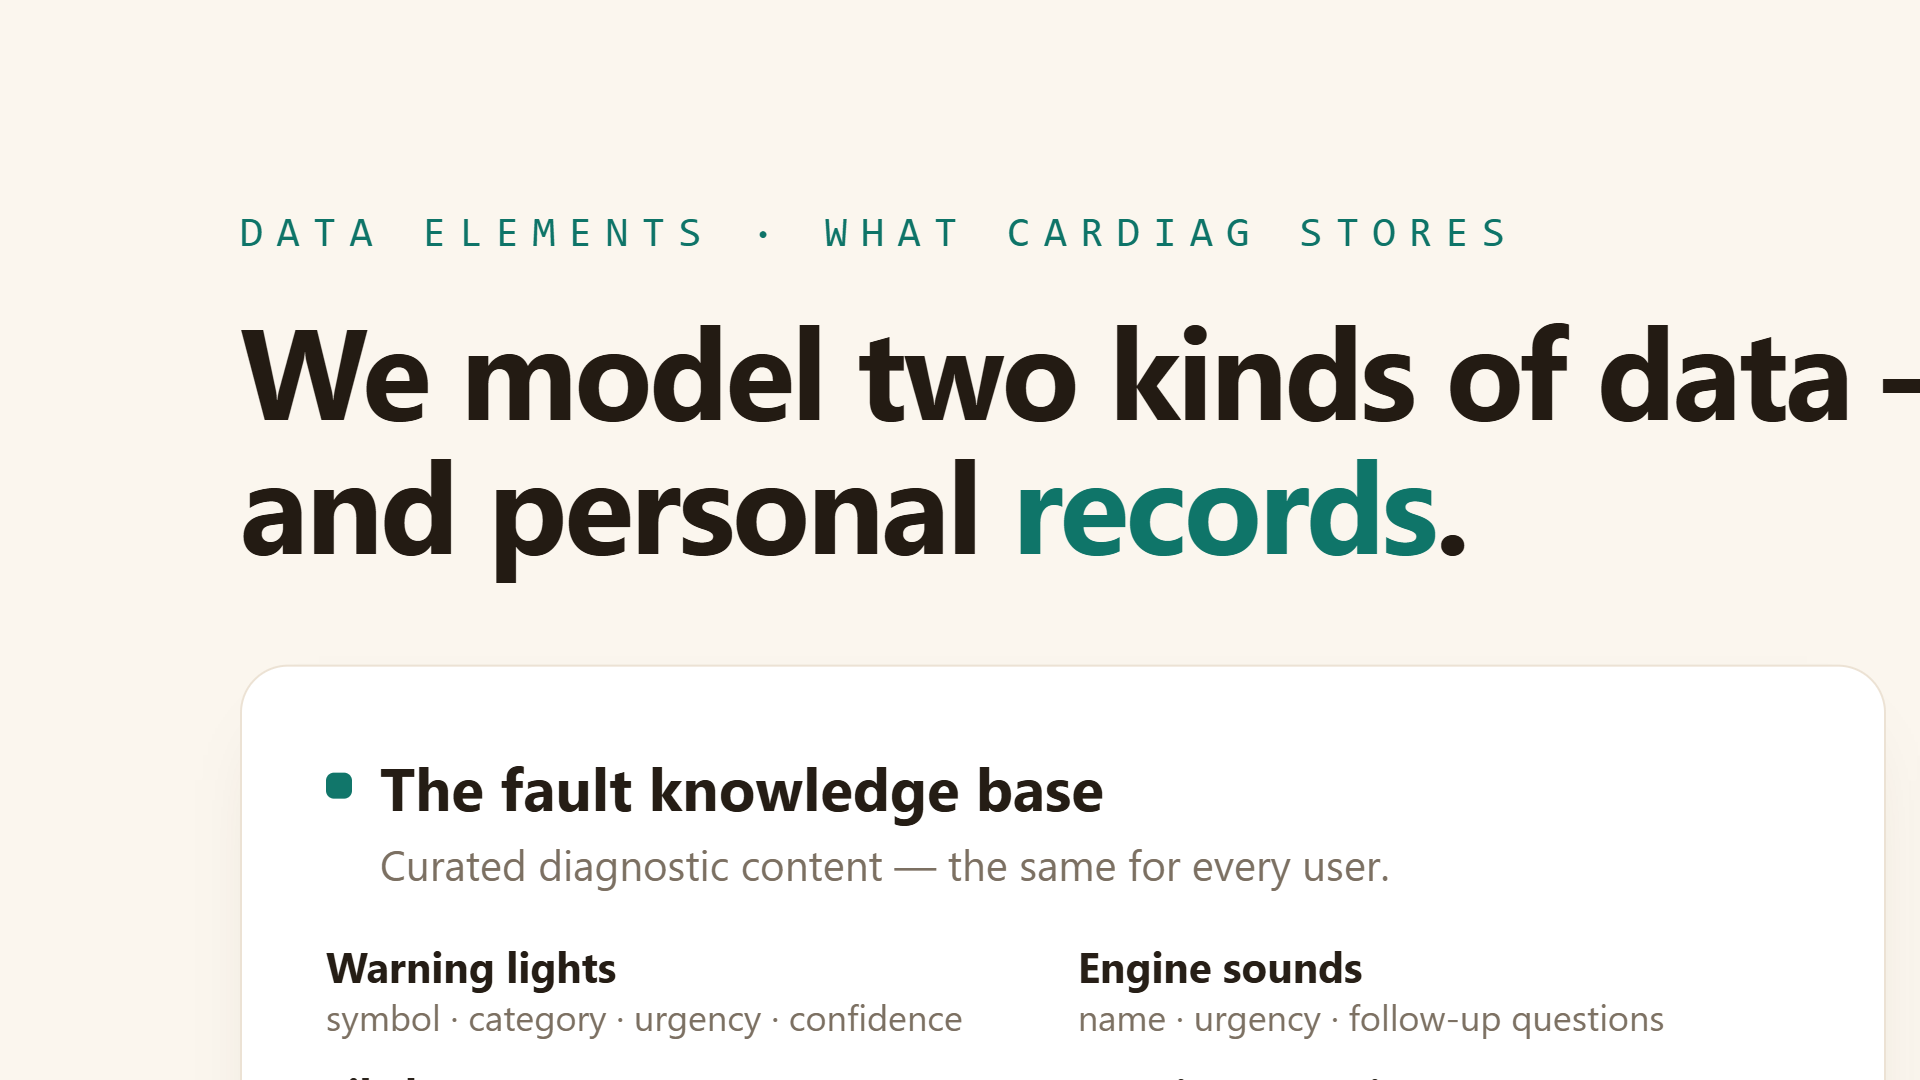 DATA ELEMENTS · WHAT CARDIAG STORES
We model two kinds of data –
and personal records.
The fault knowledge base
Curated diagnostic content — the same for every user.
Warning lights
Engine sounds
symbol · category · urgency · confidence
name · urgency · follow-up questions